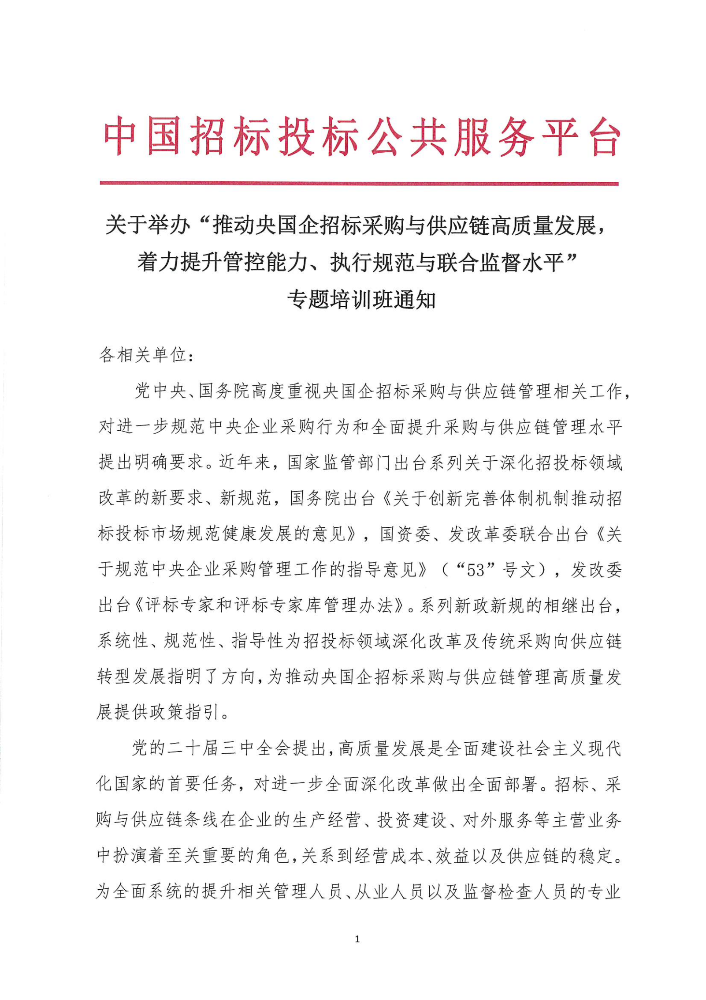 中国招标投标公共服务平台
关于举办“推动央国企招标采购与供应链高质量发展，
着力提升管控能力、执行规范与联合监督水平”
专题培训班通知
各相关单位：
党中央、国务院高度重视央国企招标采购与供应链管理相关工作，
对进一步规范中央企业采购行为和全面提升采购与供应链管理水平
提出明确要求。近年来，国家监管部门出台系列关于深化招投标领域
改革的新要求、新规范，国务院出台《关于创新完善体制机制推动招
标投标市场规范健康发展的意见》，国资委、发改革委联合出台《关
于规范中央企业采购管理工作的指导意见》（“53”号文），发改委
出台《评标专家和评标专家库管理办法》。系列新政新规的相继出台，
系统性、规范性、指导性为招投标领域深化改革及传统采购向供应链
转型发展指明了方向，为推动央国企招标采购与供应链管理高质量发
展提供政策指引。
党的二十届三中全会提出，高质量发展是全面建设社会主义现代
化国家的首要任务，对进一步全面深化改革做出全面部署。招标、采
购与供应链条线在企业的生产经营、投资建设、对外服务等主营业务
中扮演着至关重要的角色，关系到经营成本、效益以及供应链的稳定。
为全面系统的提升相关管理人员、从业人员以及监督检查人员的专业
1